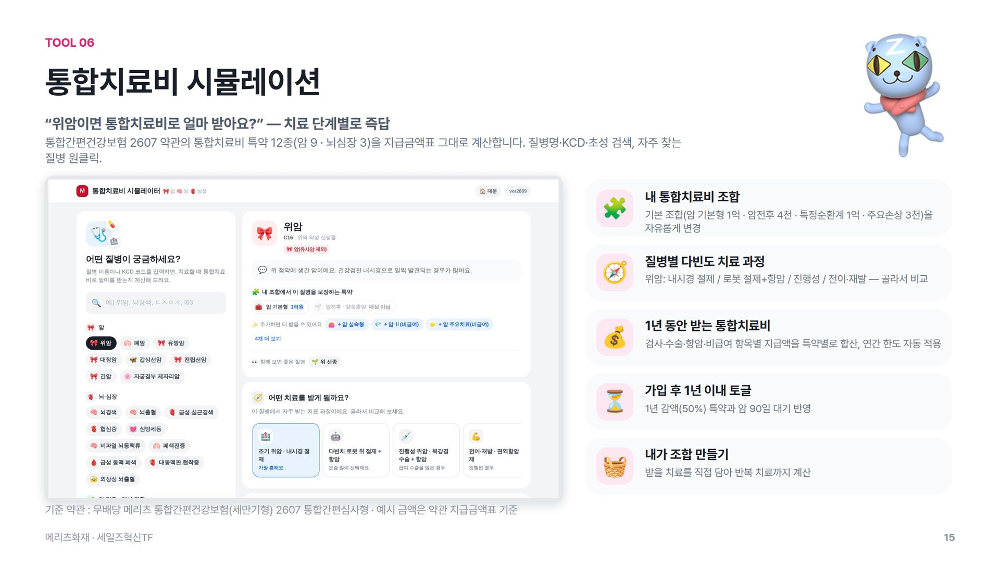 TOOL 06
통합치료비 시뮬레이션
“위암이면 통합치료비로 얼마 받아요?” — 치료 단계별로 즉답
통합간편건강보험 2607 약관의 통합치료비 특약 12종(암 9 · 뇌심장 3)을 지급금액표 그대로 계산합니다. 질병명·KCD·초성 검색, 자주 찾는
질병 원클릭.
M 통합치료비 시뮬레이터 암 뇌 심장
대문 ver2609
어떤 질병이 궁금하세요?
질병 이름이나 KCD 코드를 입력하면, 치료할 때 통합치료
비로 얼마를 받는지 계산해 드려요.
예) 위암, 뇌경색, ㄷㅈㅇㅈ, I63
암
위암 폐암 유방암
대장암 갑상선암 전립선암
간암 자궁경부 제자리암
뇌·심장
뇌경색 뇌출혈 급성 심근경색
협심증 심방세동
비파열 뇌동맥류 폐색전증
급성 동맥 폐색 대동맥판 협착증
외상성 뇌출혈
위암
C16 · 위의 악성 신생물
암(유사암 제외)
위 점막에 생긴 암이에요. 건강검진 내시경으로 일찍 발견되는 경우가 많아요.
내 조합에서 이 질병을 보장하는 특약
암 기본형 1억원 암전후 · 양성종양 대상 아님
추가하면 더 받을 수 있어요 + 암 실속형 + 암 Ⅱ(비급여) + 암 주요치료(비급여)
4개 더 보기
함께 보면 좋은 질병 위 선종
어떤 치료를 받게 될까요?
이 질병에서 자주 받는 치료 과정이에요. 골라서 비교해 보세요.
조기 위암 · 내시경 절
제
가장 흔해요
다빈치 로봇 위 절제 +
항암
요즘 많이 선택해요
진행성 위암 · 복강경
수술 + 항암
급여 수술을 받은 경우
전이·재발 · 면역항암
제
진행된 경우
내 통합치료비 조합
기본 조합(암 기본형 1억 · 암전후 4천 · 특정순환계 1억 · 주요손상 3천)을
자유롭게 변경
질병별 다빈도 치료 과정
위암: 내시경 절제 / 로봇 절제+항암 / 진행성 / 전이·재발 — 골라서 비교
1년 동안 받는 통합치료비
검사·수술·항암·비급여 항목별 지급액을 특약별로 합산, 연간 한도 자동 적용
가입 후 1년 이내 토글
1년 감액(50%) 특약과 암 90일 대기 반영
내가 조합 만들기
받을 치료를 직접 담아 반복 치료까지 계산
기준 약관 : 무배당 메리츠 통합간편건강보험(세만기형) 2607 통합간편심사형 · 예시 금액은 약관 지급금액표 기준
메리츠화재 · 세일즈혁신TF
15